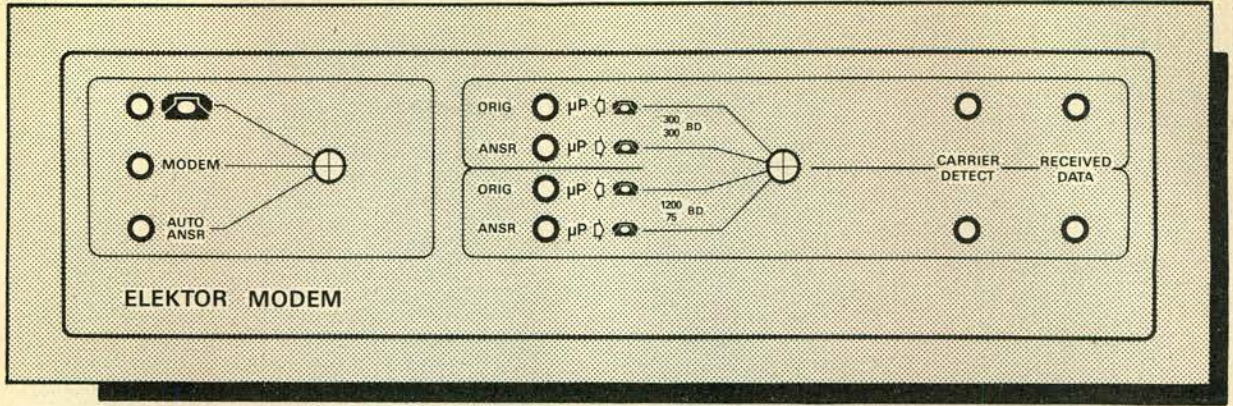 MODEM
AUTO
ANSR
ORIG µP
300
300 BD
ANSR µP
ORIG µP
1200
75 BD
ANSR µP
CARRIER
DETECT
RECEIVED
DATA
ELEKTOR MODEM